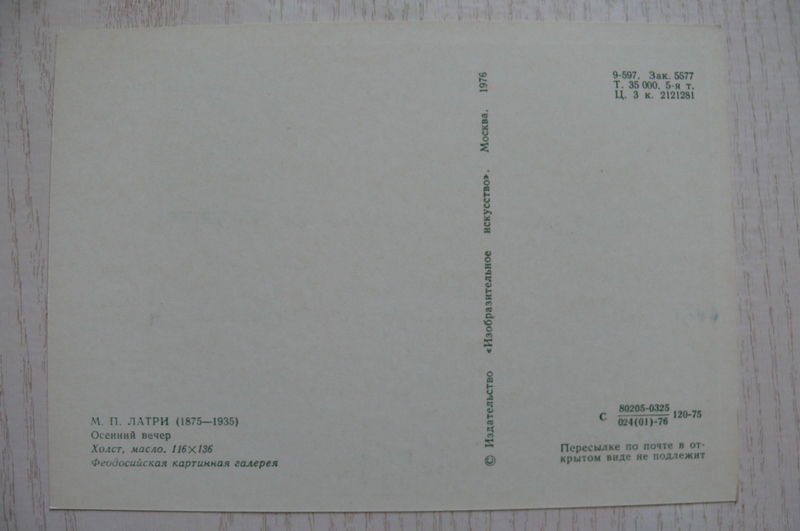 М. П. ЛАТРИ (1875—1935)
Осенний вечер
Холст, масло. 116×136
Феодосийская картинная галерея
© Издательство «Изобразительное искусство». Москва. 1976
9-597. Зак. 5577
Т. 35 000. 5-я т.
Ц. 3 к. 2121281
С 80205-0325 120-75
024(01)-76
Пересылке по почте в от-
крытом виде не подлежит